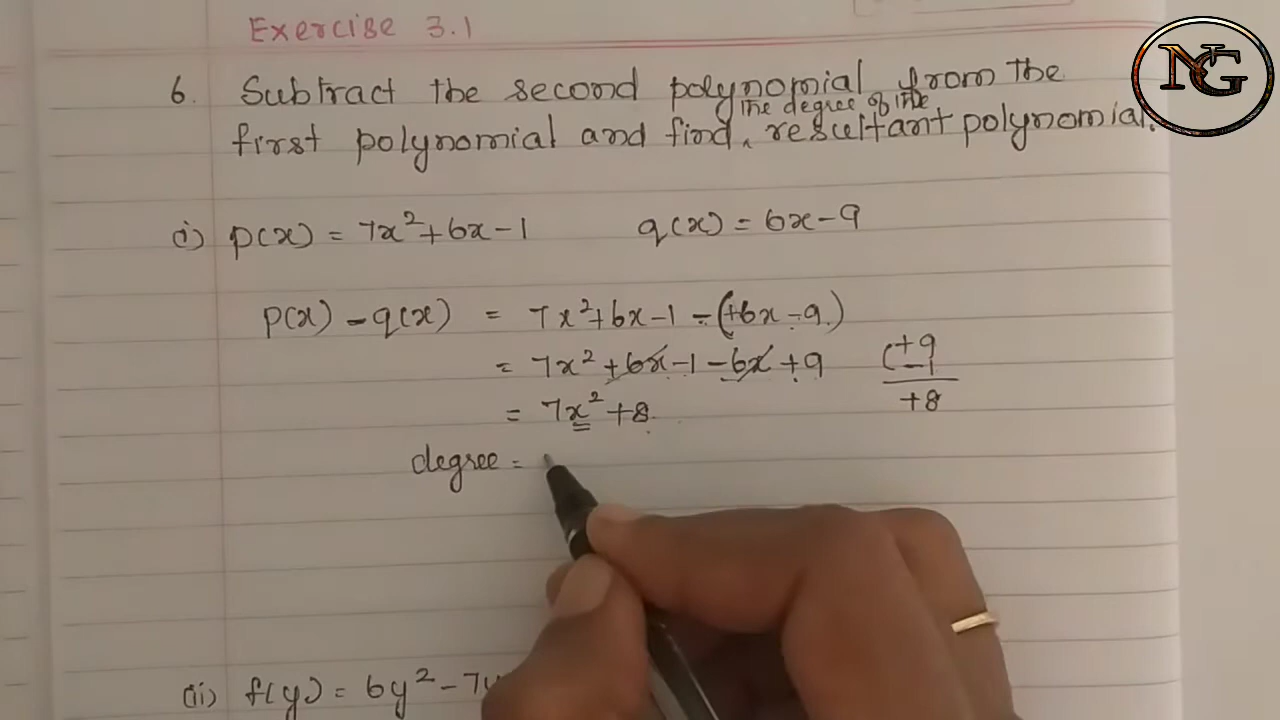 Exercise 3.1
NG
6. Subtract the second polynomial from the
the degree of the
first polynomial and find resultant polynomial.
i) p(x) = 7x²+6x-1 q(x) = 6x-9
p(x) - q(x) = 7x²+6x-1 -(+6x-9)
= 7x² +6x-1-6x +9 (+9
= 7x² +8 -1
+8
degree =
(ii) f(y) = 6y²-7y